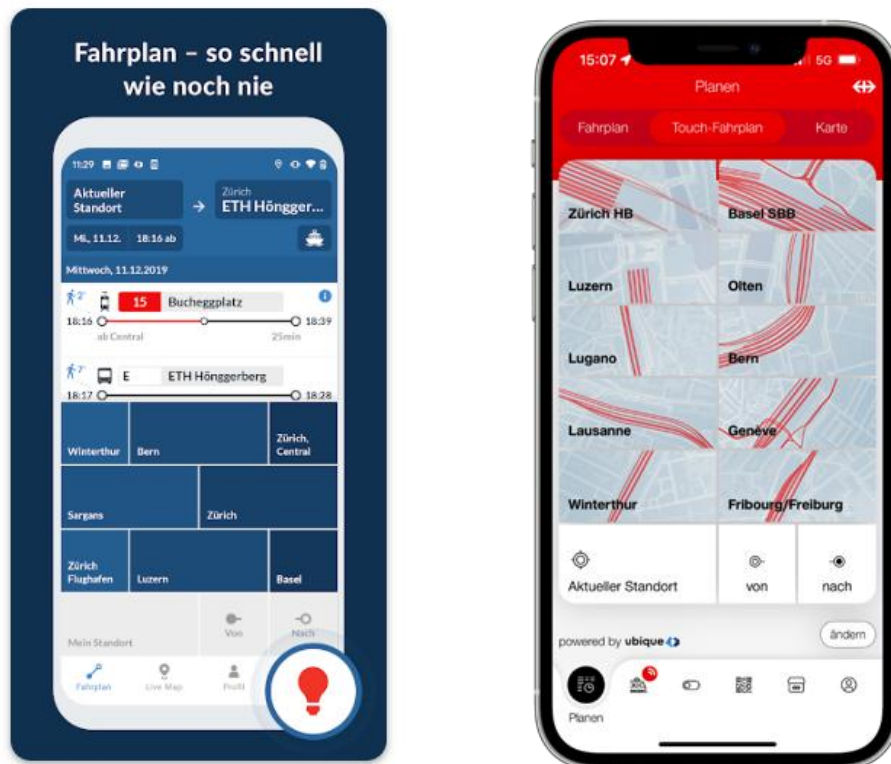 Fahrplan – so schnell
wie noch nie
11:29
Aktueller
Standort
→
Zürich
ETH Höngger...
Mi., 11.12.
18:16 ab
Mittwoch, 11.12.2019
2'
15
Bucheggplatz
18:16
18:39
ab Central
25min
7'
E
ETH Hönggerberg
18:17
18:28
Winterthur
Bern
Zürich,
Central
Sargans
Zürich
Zürich
Flughafen
Luzern
Basel
Mein Standort
Von
Nach
Fahrplan
Live Map
Profil
15:07
5G
Planen
Fahrplan
Touch-Fahrplan
Karte
Zürich HB
Basel SBB
Luzern
Olten
Lugano
Bern
Lausanne
Genève
Winterthur
Fribourg/Freiburg
Aktueller Standort
von
nach
powered by ubique
ändern
Planen